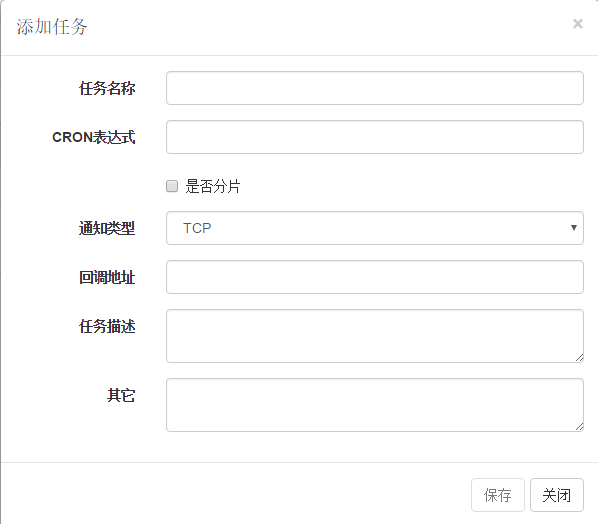 添加任务 ×
任务名称
CRON表达式
是否分片
通知类型 TCP
回调地址
任务描述
其它
保存 关闭